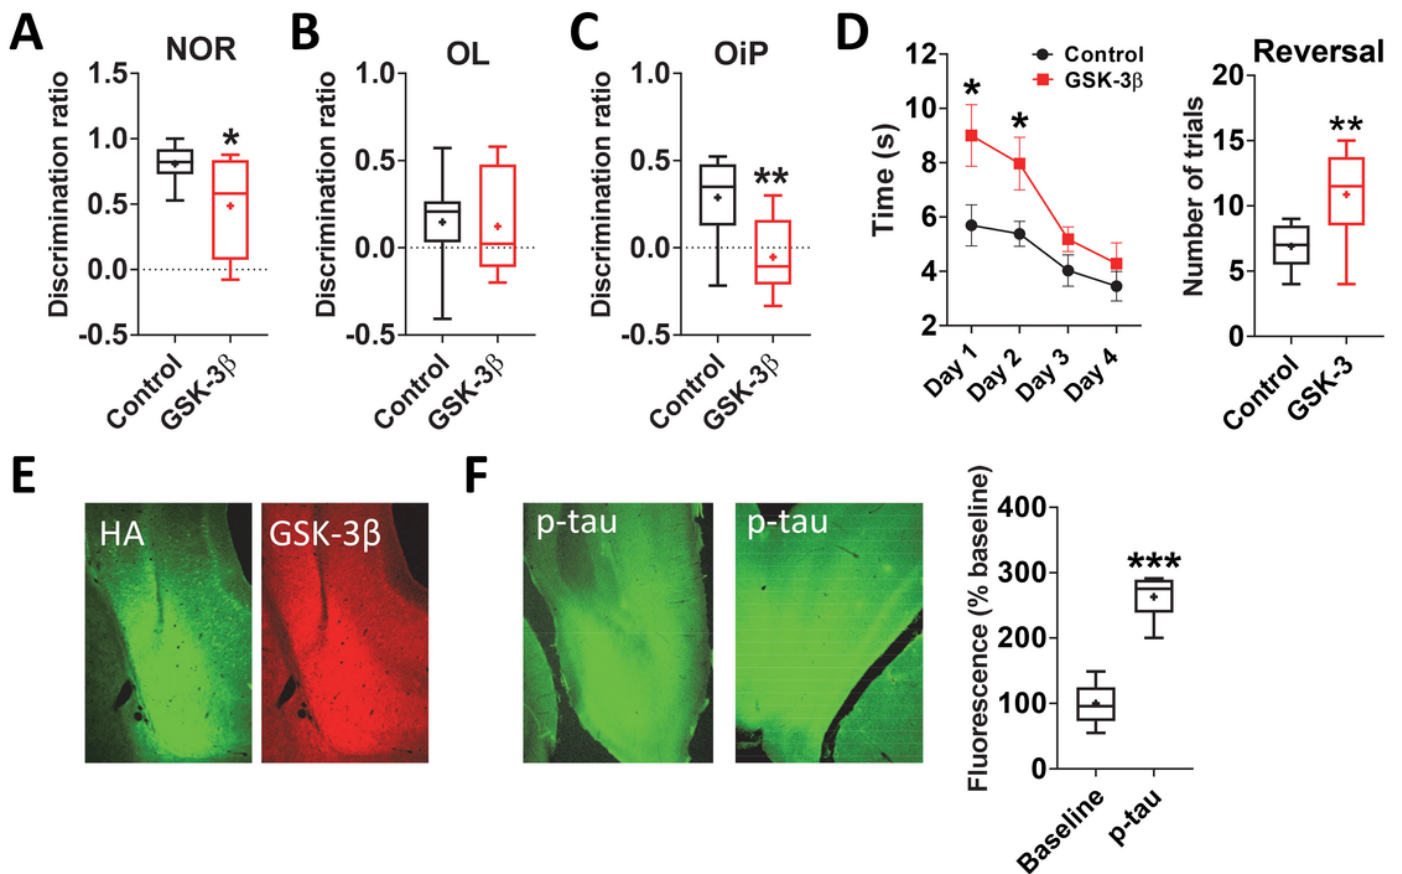 A
NOR
Discrimination ratio
1.5
1.0
0.5
0.0
-0.5
*
Control
GSK-3β
B
OL
Discrimination ratio
1.0
0.5
0.0
-0.5
Control
GSK-3β
C
OiP
Discrimination ratio
1.0
0.5
0.0
-0.5
**
Control
GSK-3β
D
Time (s)
12
10
8
6
4
2
Control
GSK-3β
*
*
Day 1
Day 2
Day 3
Day 4
Reversal
Number of trials
20
15
10
5
0
**
Control
GSK-3
E
HA
GSK-3β
F
p-tau
p-tau
Fluorescence (% baseline)
400
300
200
100
0
***
Baseline
p-tau